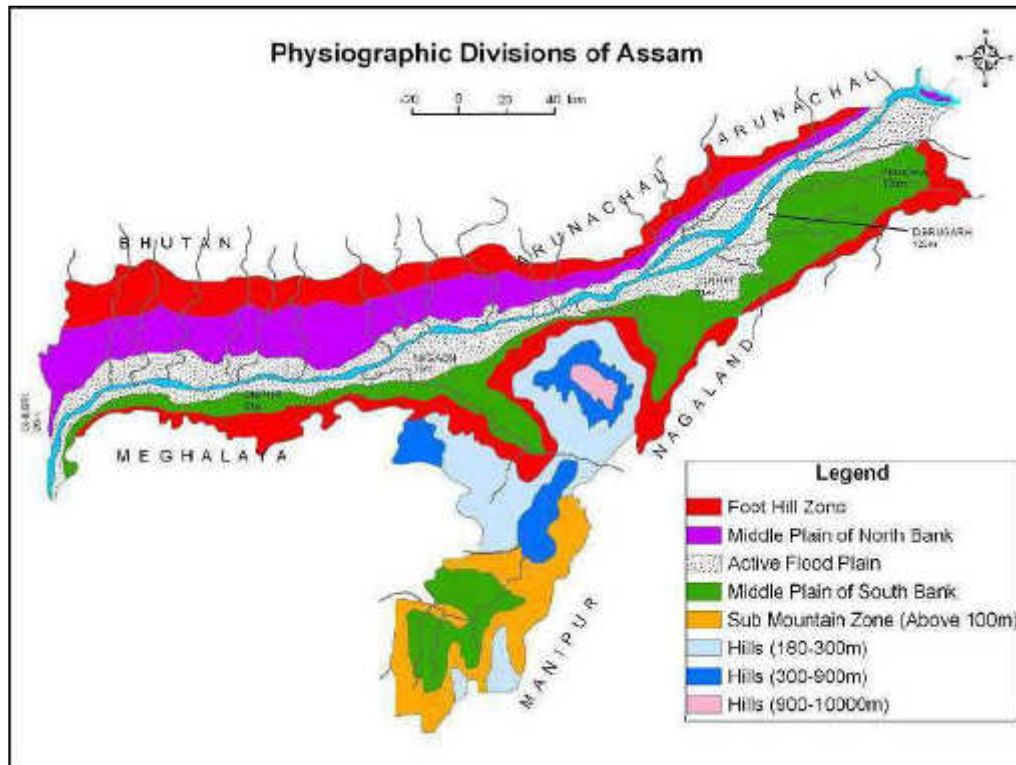 Physiographic Divisions of Assam
20 0 20 40 km
ARUNACHAL
ARUNACHAL
BHUTAN
DIBRUGARH
NAGALAND
MEGHALAYA
MANIPUR
Legend
Foot Hill Zone
Middle Plain of North Bank
Active Flood Plain
Middle Plain of South Bank
Sub Mountain Zone (Above 100m)
Hills (180-300m)
Hills (300-900m)
Hills (900-10000m)